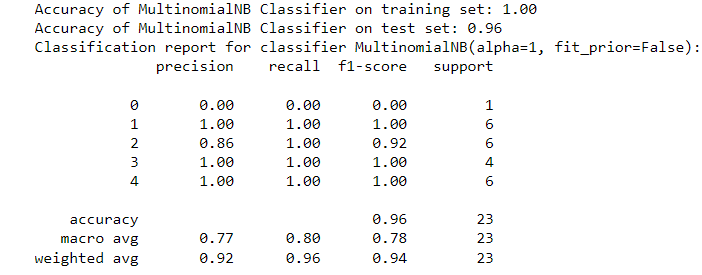 Accuracy of MultinomialNB Classifier on training set: 1.00
Accuracy of MultinomialNB Classifier on test set: 0.96
Classification report for classifier MultinomialNB(alpha=1, fit_prior=False):
precision recall f1-score support
0 0.00 0.00 0.00 1
1 1.00 1.00 1.00 6
2 0.86 1.00 0.92 6
3 1.00 1.00 1.00 4
4 1.00 1.00 1.00 6
accuracy 0.96 23
macro avg 0.77 0.80 0.78 23
weighted avg 0.92 0.96 0.94 23